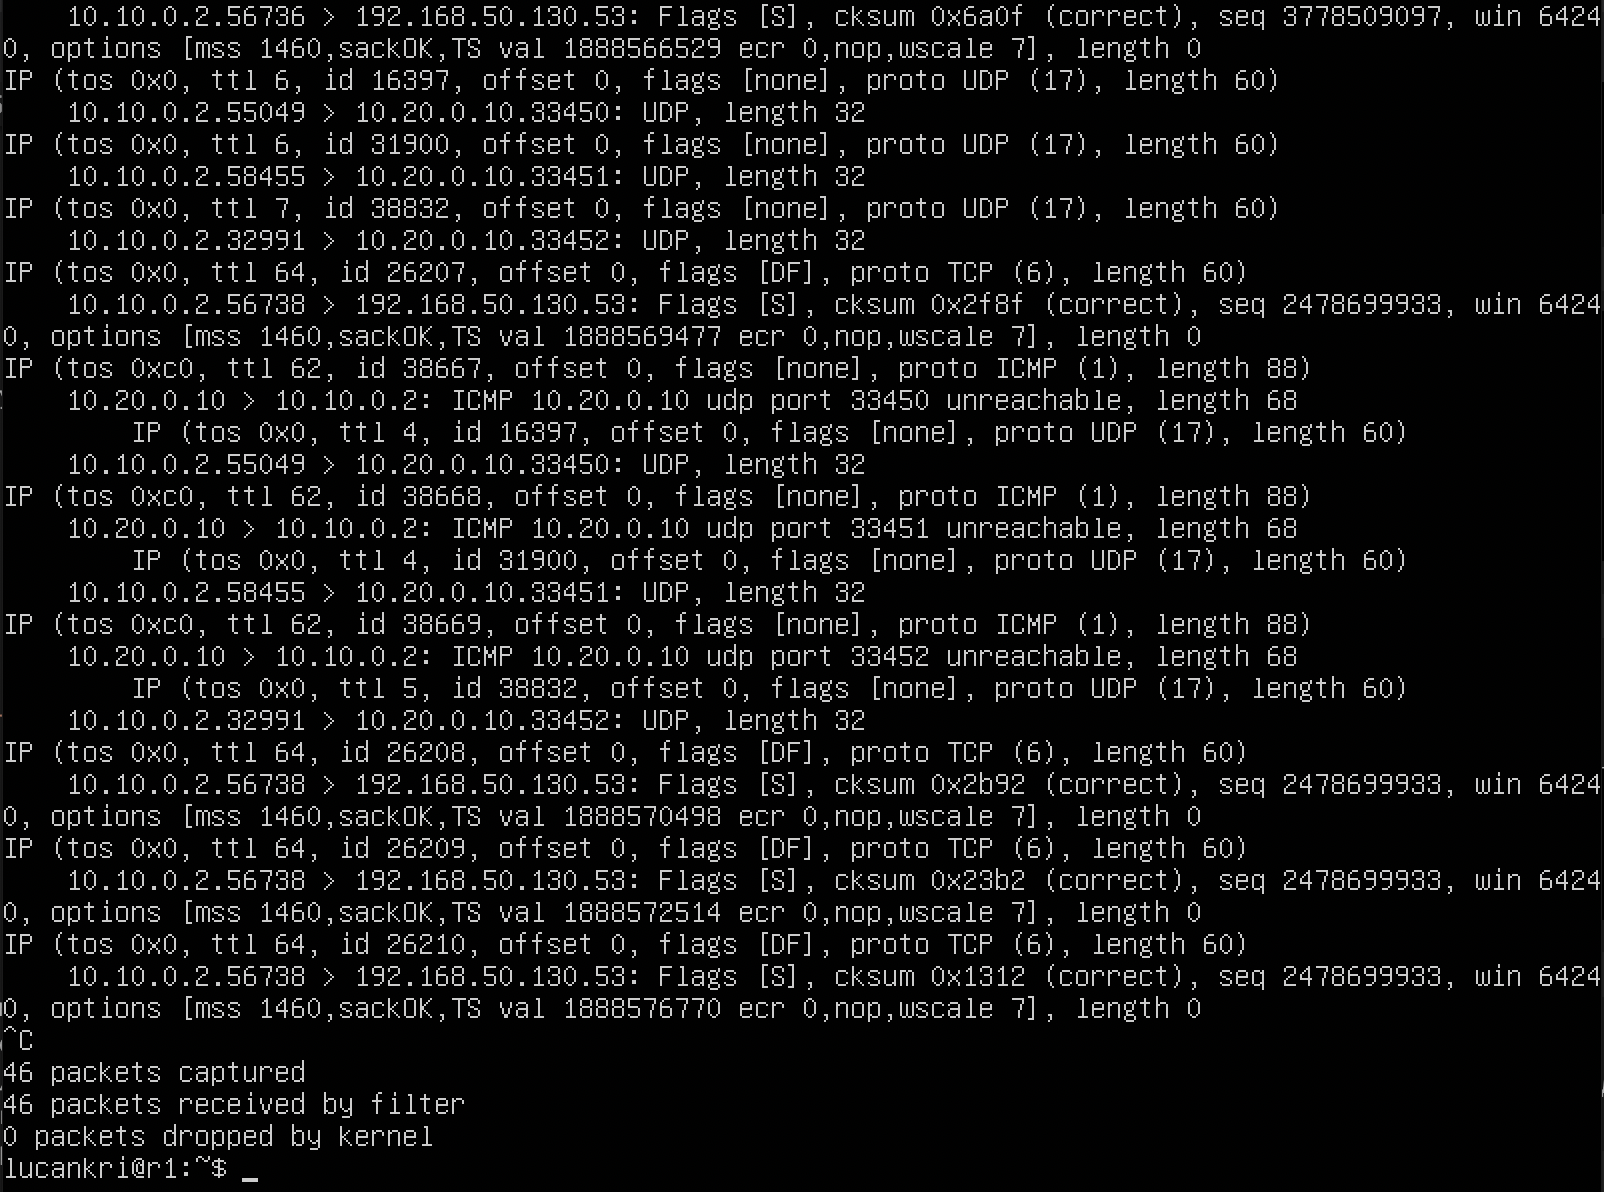 10.10.0.2.56736 > 192.168.50.130.53: Flags [S], cksum 0x6a0f (correct), seq 3778509097, win 6424
0, options [mss 1460,sackOK,TS val 1888566529 ecr 0,nop,wscale 7], length 0
IP (tos 0x0, ttl 6, id 16397, offset 0, flags [none], proto UDP (17), length 60)
    10.10.0.2.55049 > 10.20.0.10.33450: UDP, length 32
IP (tos 0x0, ttl 6, id 31900, offset 0, flags [none], proto UDP (17), length 60)
    10.10.0.2.58455 > 10.20.0.10.33451: UDP, length 32
IP (tos 0x0, ttl 7, id 38832, offset 0, flags [none], proto UDP (17), length 60)
    10.10.0.2.32991 > 10.20.0.10.33452: UDP, length 32
IP (tos 0x0, ttl 64, id 26207, offset 0, flags [DF], proto TCP (6), length 60)
    10.10.0.2.56738 > 192.168.50.130.53: Flags [S], cksum 0x2f8f (correct), seq 2478699933, win 6424
0, options [mss 1460,sackOK,TS val 1888569477 ecr 0,nop,wscale 7], length 0
IP (tos 0xc0, ttl 62, id 38667, offset 0, flags [none], proto ICMP (1), length 88)
    10.20.0.10 > 10.10.0.2: ICMP 10.20.0.10 udp port 33450 unreachable, length 68
        IP (tos 0x0, ttl 4, id 16397, offset 0, flags [none], proto UDP (17), length 60)
    10.10.0.2.55049 > 10.20.0.10.33450: UDP, length 32
IP (tos 0xc0, ttl 62, id 38668, offset 0, flags [none], proto ICMP (1), length 88)
    10.20.0.10 > 10.10.0.2: ICMP 10.20.0.10 udp port 33451 unreachable, length 68
        IP (tos 0x0, ttl 4, id 31900, offset 0, flags [none], proto UDP (17), length 60)
    10.10.0.2.58455 > 10.20.0.10.33451: UDP, length 32
IP (tos 0xc0, ttl 62, id 38669, offset 0, flags [none], proto ICMP (1), length 88)
    10.20.0.10 > 10.10.0.2: ICMP 10.20.0.10 udp port 33452 unreachable, length 68
        IP (tos 0x0, ttl 5, id 38832, offset 0, flags [none], proto UDP (17), length 60)
    10.10.0.2.32991 > 10.20.0.10.33452: UDP, length 32
IP (tos 0x0, ttl 64, id 26208, offset 0, flags [DF], proto TCP (6), length 60)
    10.10.0.2.56738 > 192.168.50.130.53: Flags [S], cksum 0x2b92 (correct), seq 2478699933, win 6424
0, options [mss 1460,sackOK,TS val 1888570498 ecr 0,nop,wscale 7], length 0
IP (tos 0x0, ttl 64, id 26209, offset 0, flags [DF], proto TCP (6), length 60)
    10.10.0.2.56738 > 192.168.50.130.53: Flags [S], cksum 0x23b2 (correct), seq 2478699933, win 6424
0, options [mss 1460,sackOK,TS val 1888572514 ecr 0,nop,wscale 7], length 0
IP (tos 0x0, ttl 64, id 26210, offset 0, flags [DF], proto TCP (6), length 60)
    10.10.0.2.56738 > 192.168.50.130.53: Flags [S], cksum 0x1312 (correct), seq 2478699933, win 6424
0, options [mss 1460,sackOK,TS val 1888576770 ecr 0,nop,wscale 7], length 0
^C
46 packets captured
46 packets received by filter
0 packets dropped by kernel
lucankri@r1:~$ _